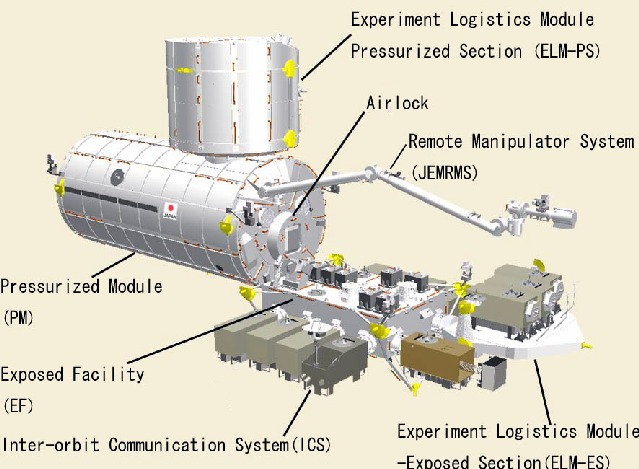 Experiment Logistics Module
Pressurized Section (ELM-PS)
Airlock
Remote Manipulator System
(JEMRMS)
JAPAN
Pressurized Module
(PM)
Exposed Facility
(EF)
Inter-orbit Communication System(ICS)
Experiment Logistics Module
-Exposed Section(ELM-ES)